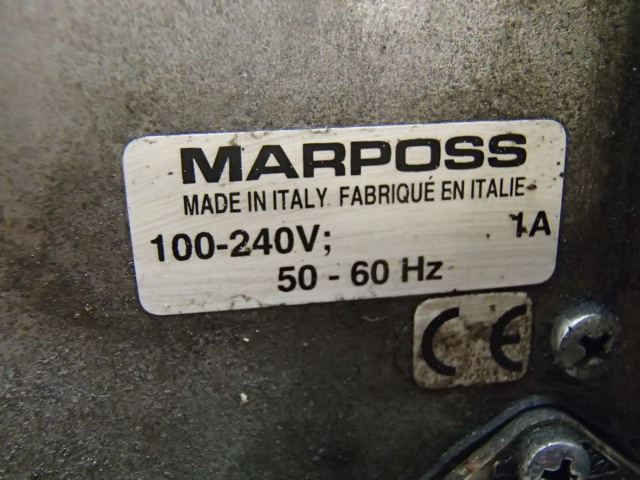 MARPOSS
MADE IN ITALY FABRIQUÉ EN ITALIE
100-240V; 1A
50 - 60 Hz
CE